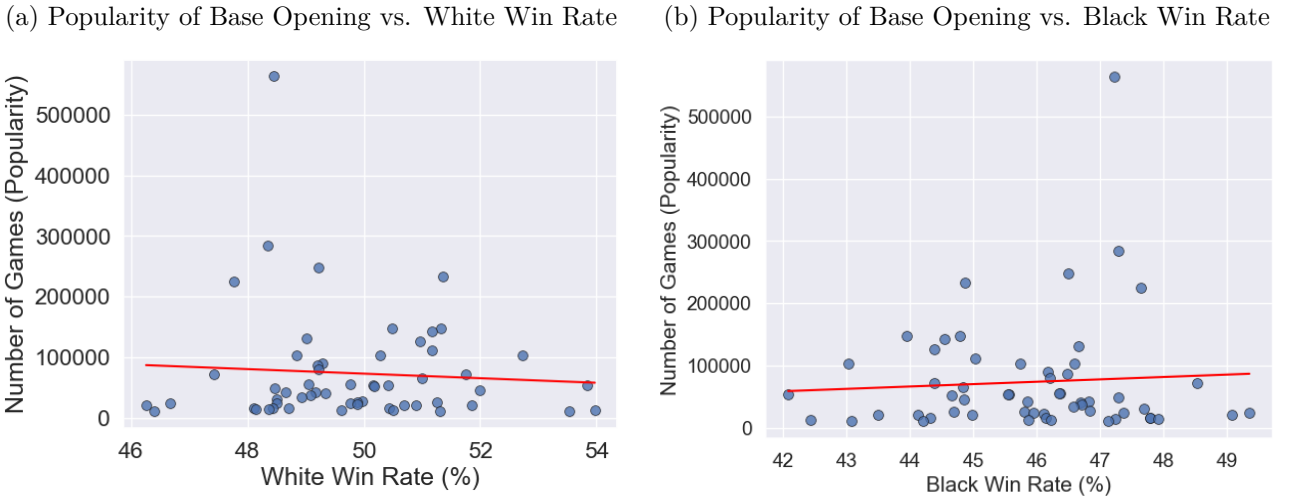 (a) Popularity of Base Opening vs. White Win Rate
Number of Games (Popularity)
500000
400000
300000
200000
100000
0
46 48 50 52 54
White Win Rate (%)
(b) Popularity of Base Opening vs. Black Win Rate
Number of Games (Popularity)
500000
400000
300000
200000
100000
0
42 43 44 45 46 47 48 49
Black Win Rate (%)